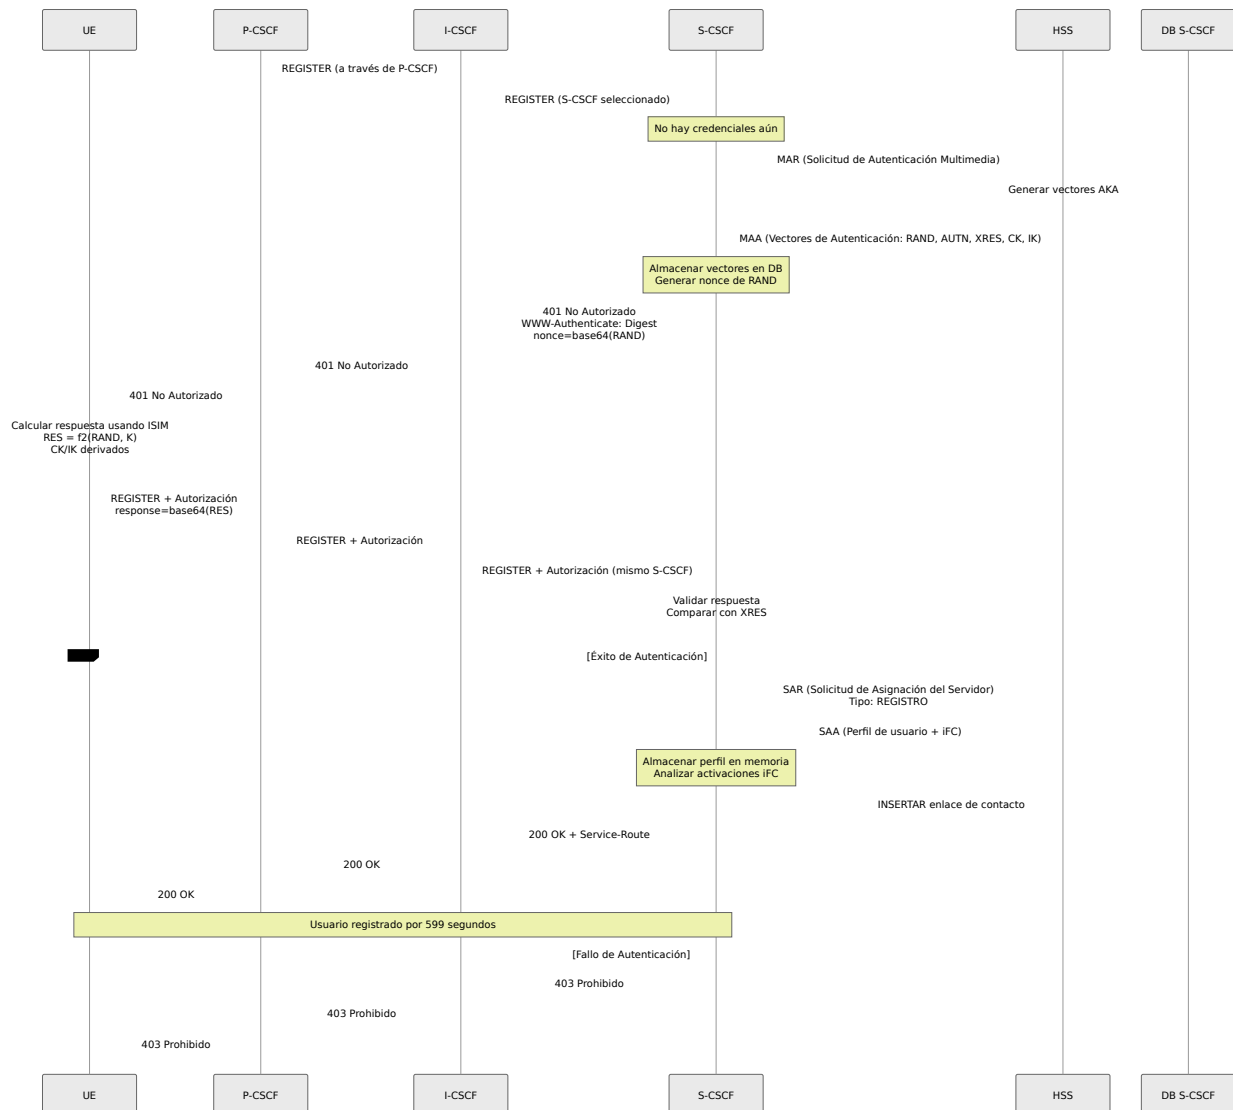 UE
P-CSCF
I-CSCF
S-CSCF
HSS
DB S-CSCF
REGISTER (a través de P-CSCF)
REGISTER (S-CSCF seleccionado)
No hay credenciales aún
MAR (Solicitud de Autenticación Multimedia)
Generar vectores AKA
MAA (Vectores de Autenticación: RAND, AUTN, XRES, CK, IK)
Almacenar vectores en DB
Generar nonce de RAND
401 No Autorizado
WWW-Authenticate: Digest
nonce=base64(RAND)
401 No Autorizado
401 No Autorizado
Calcular respuesta usando ISIM
RES = f2(RAND, K)
CK/IK derivados
REGISTER + Autorización
response=base64(RES)
REGISTER + Autorización
REGISTER + Autorización (mismo S-CSCF)
Validar respuesta
Comparar con XRES
[Éxito de Autenticación]
SAR (Solicitud de Asignación del Servidor)
Tipo: REGISTRO
SAA (Perfil de usuario + iFC)
Almacenar perfil en memoria
Analizar activaciones iFC
INSERTAR enlace de contacto
200 OK + Service-Route
200 OK
200 OK
Usuario registrado por 599 segundos
[Fallo de Autenticación]
403 Prohibido
403 Prohibido
403 Prohibido
UE
P-CSCF
I-CSCF
S-CSCF
HSS
DB S-CSCF